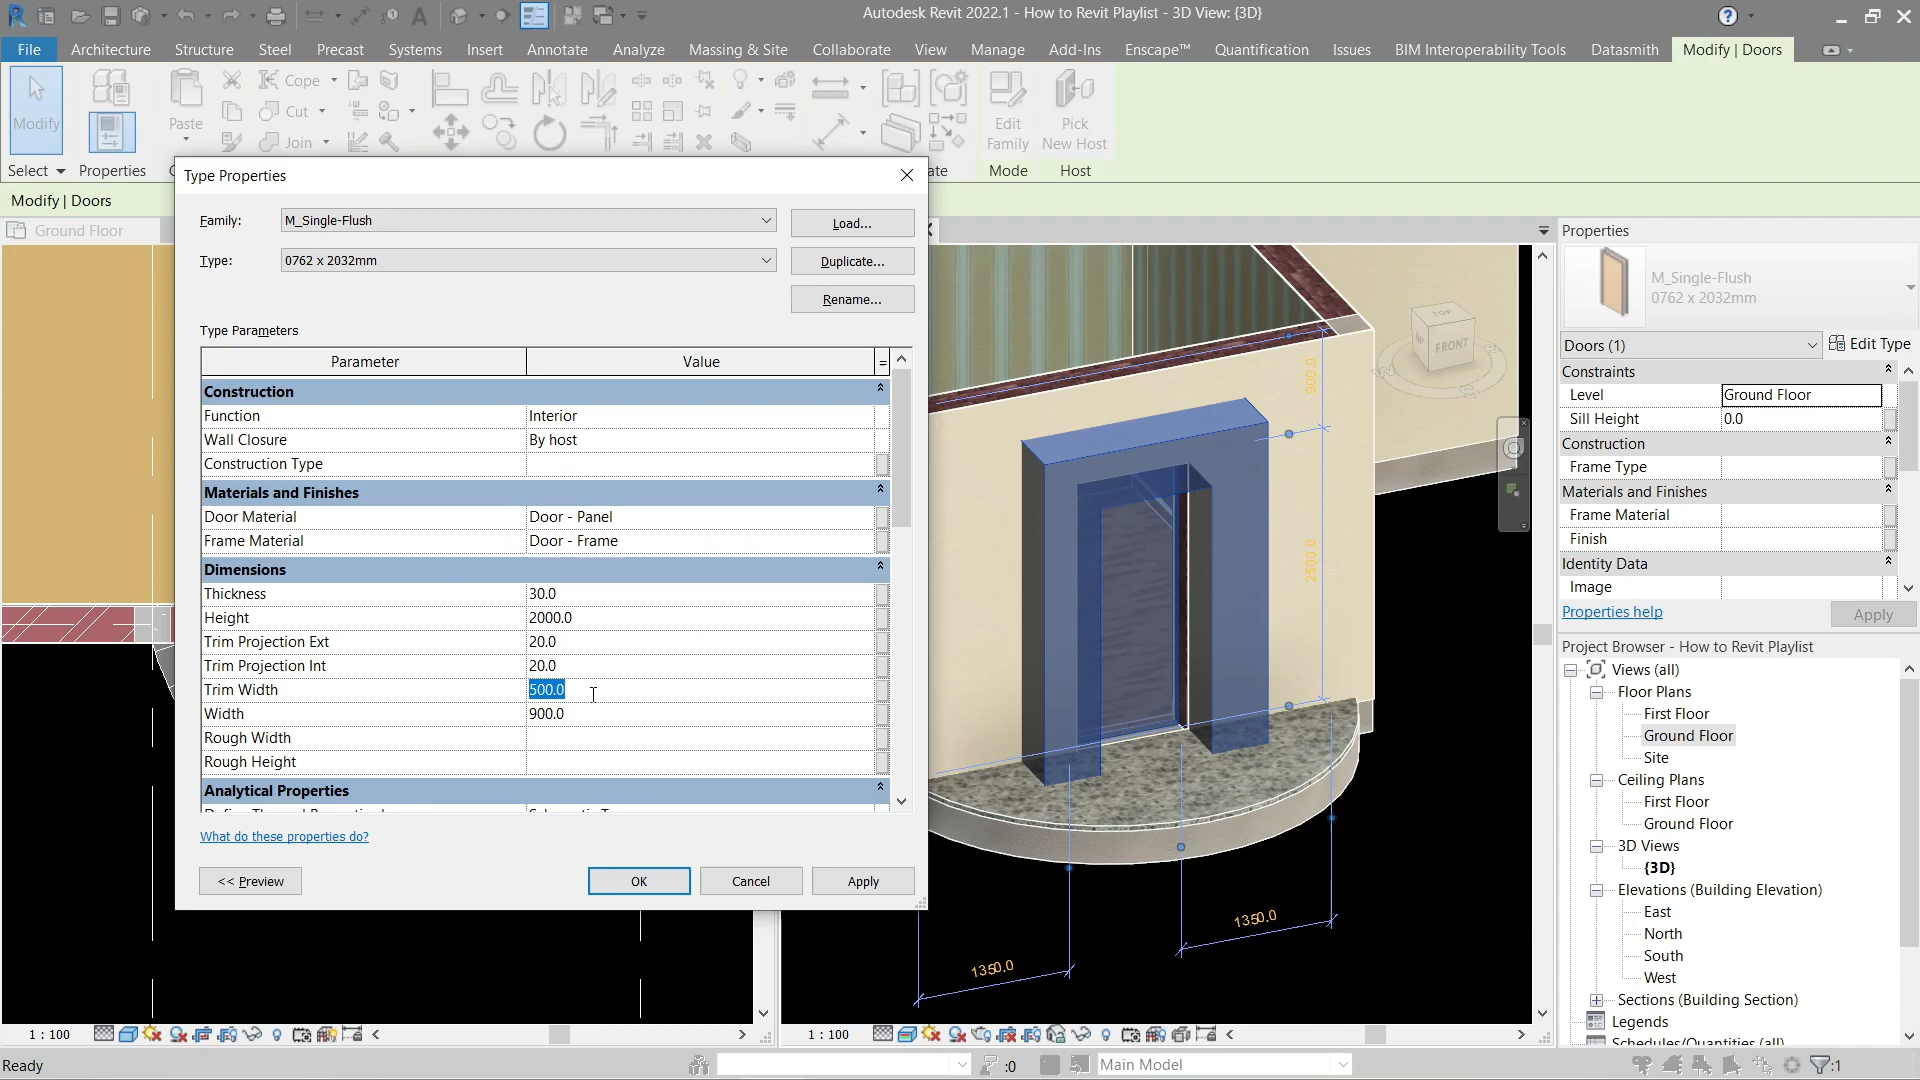 Autodesk Revit 2022.1 - How to Revit Playlist - 3D View: {3D}
File Architecture Structure Steel Precast Systems Insert Annotate Analyze Massing & Site Collaborate View Manage Add-Ins Enscape™ Quantification Issues BIM Interoperability Tools Datasmith Modify | Doors
Modify
Paste
Cope
Cut
Join
Edit Family
Pick New Host
Select Properties Mode Host
Modify | Doors
Ground Floor
Type Properties
Family: M_Single-Flush Load...
Type: 0762 x 2032mm Duplicate...
Rename...
Type Parameters
Parameter Value =
Construction
Function Interior
Wall Closure By host
Construction Type
Materials and Finishes
Door Material Door - Panel
Frame Material Door - Frame
Dimensions
Thickness 30.0
Height 2000.0
Trim Projection Ext 20.0
Trim Projection Int 20.0
Trim Width 500.0
Width 900.0
Rough Width
Rough Height
Analytical Properties
What do these properties do?
<< Preview OK Cancel Apply
TOP
FRONT
900.0
2500.0
1350.0
1350.0
Properties
M_Single-Flush
0762 x 2032mm
Doors (1) Edit Type
Constraints
Level Ground Floor
Sill Height 0.0
Construction
Frame Type
Materials and Finishes
Frame Material
Finish
Identity Data
Image
Properties help Apply
Project Browser - How to Revit Playlist
Views (all)
Floor Plans
First Floor
Ground Floor
Site
Ceiling Plans
First Floor
Ground Floor
3D Views
{3D}
Elevations (Building Elevation)
East
North
South
West
Sections (Building Section)
Legends
Schedules/Quantities (all)
1 : 100
1 : 100
Ready
:0
Main Model
:1